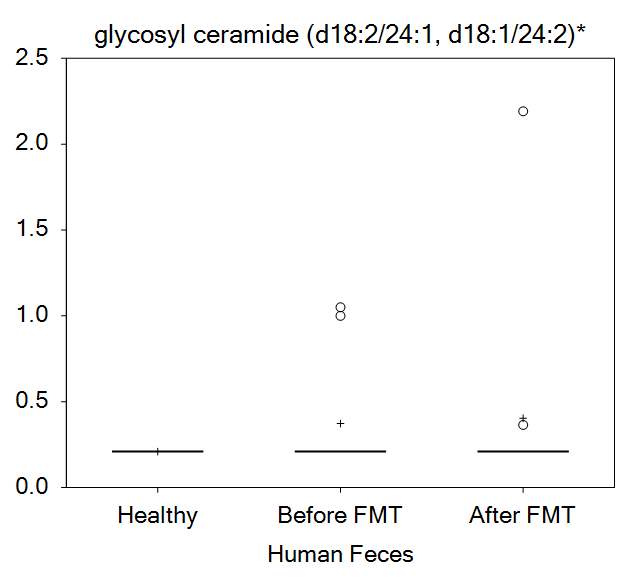 glycosyl ceramide (d18:2/24:1, d18:1/24:2)*
2.5
2.0
1.5
1.0
0.5
0.0
Healthy Before FMT After FMT
Human Feces